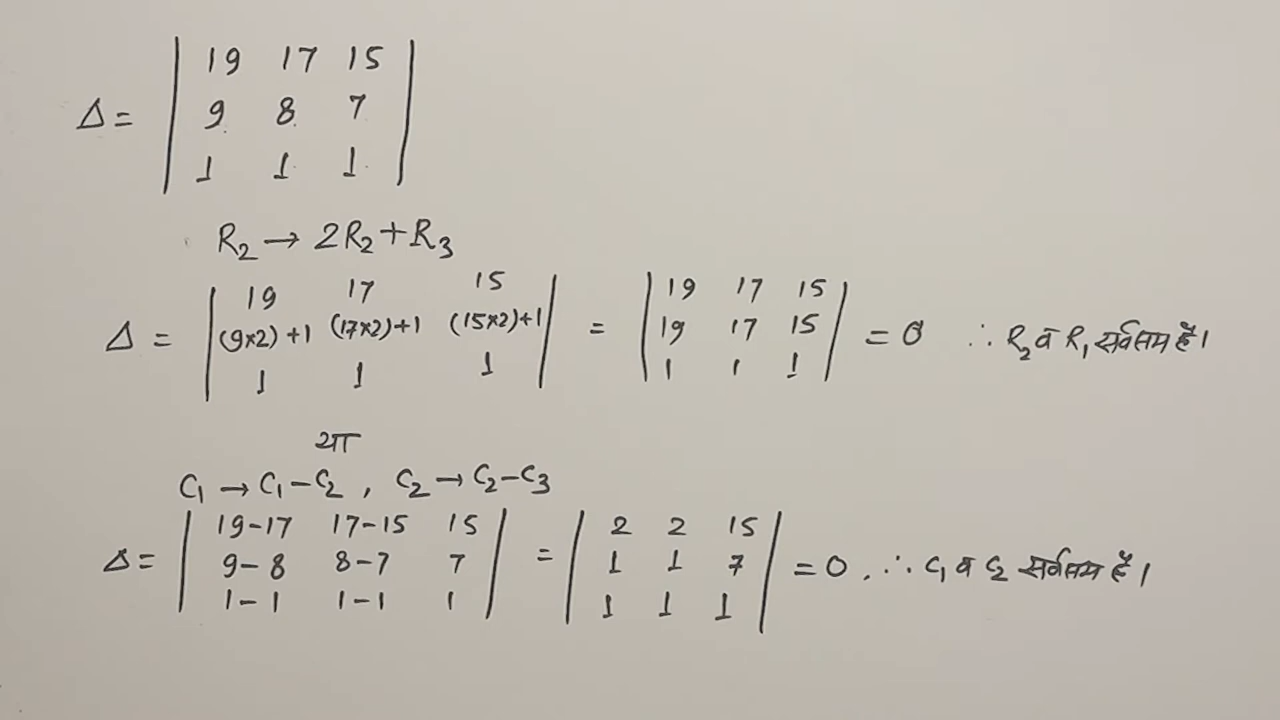 Δ = | 19 17 15 |
| 9 8 7 |
| 1 1 1 |
R₂ → 2R₂+R₃
Δ = | 19 17 15 | = | 19 17 15 | = 0 ∴ R₂ व R₁ सर्वसम हैं।
| (9×2)+1 (17×2)+1 (15×2)+1 | | 19 17 15 |
| 1 1 1 | | 1 1 1 |
या
C₁ → C₁-C₂ , C₂ → C₂-C₃
Δ = | 19-17 17-15 15 | = | 2 2 15 | = 0. ∴ C₁ व C₂ सर्वसम हैं।
| 9-8 8-7 7 | | 1 1 7 |
| 1-1 1-1 1 | | 1 1 1 |